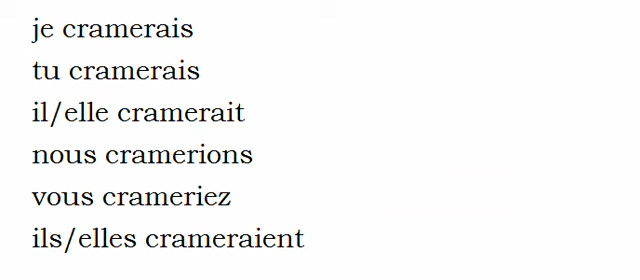 je cramerais
tu cramerais
il/elle cramerait
nous cramerions
vous crameriez
ils/elles crameraient